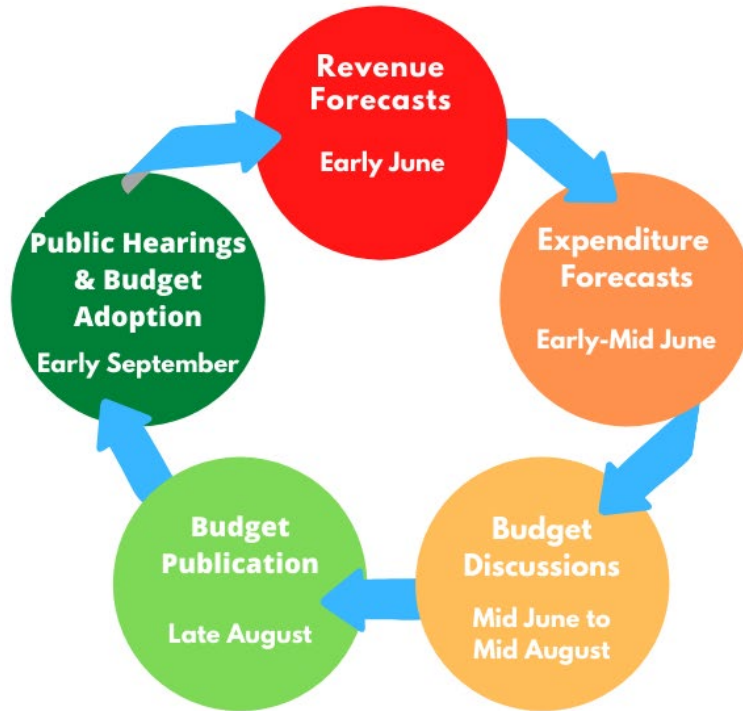 Revenue
Forecasts
Early June
Expenditure
Forecasts
Early-Mid June
Budget
Discussions
Mid June to
Mid August
Budget
Publication
Late August
Public Hearings
& Budget
Adoption
Early September